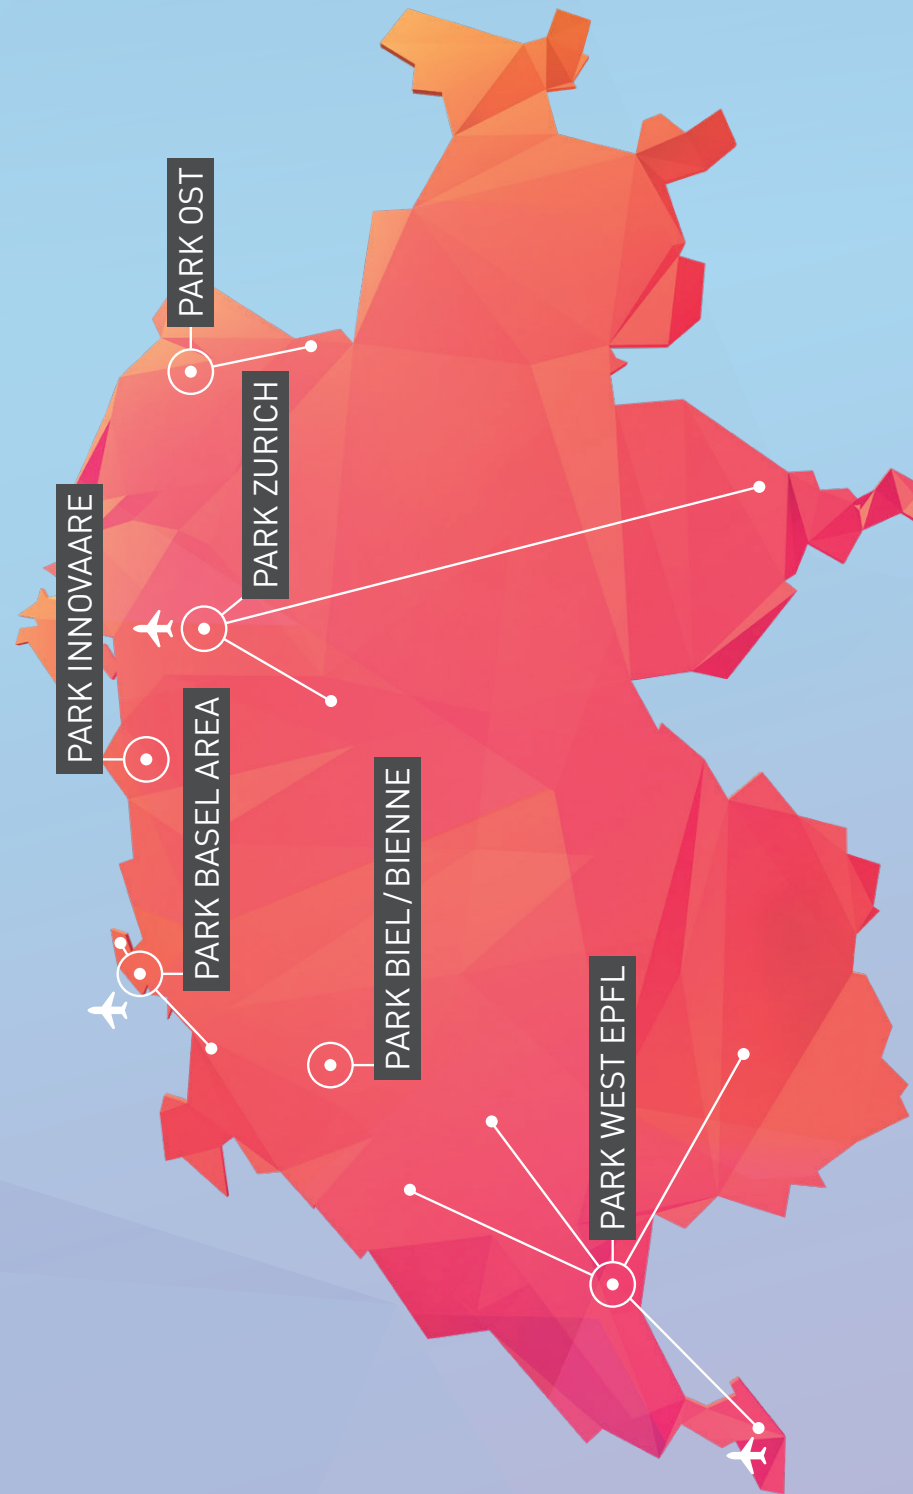 PARK INNOVAARE
PARK OST
PARK BASEL AREA
PARK ZURICH
PARK BIEL/BIENNE
PARK WEST EPFL